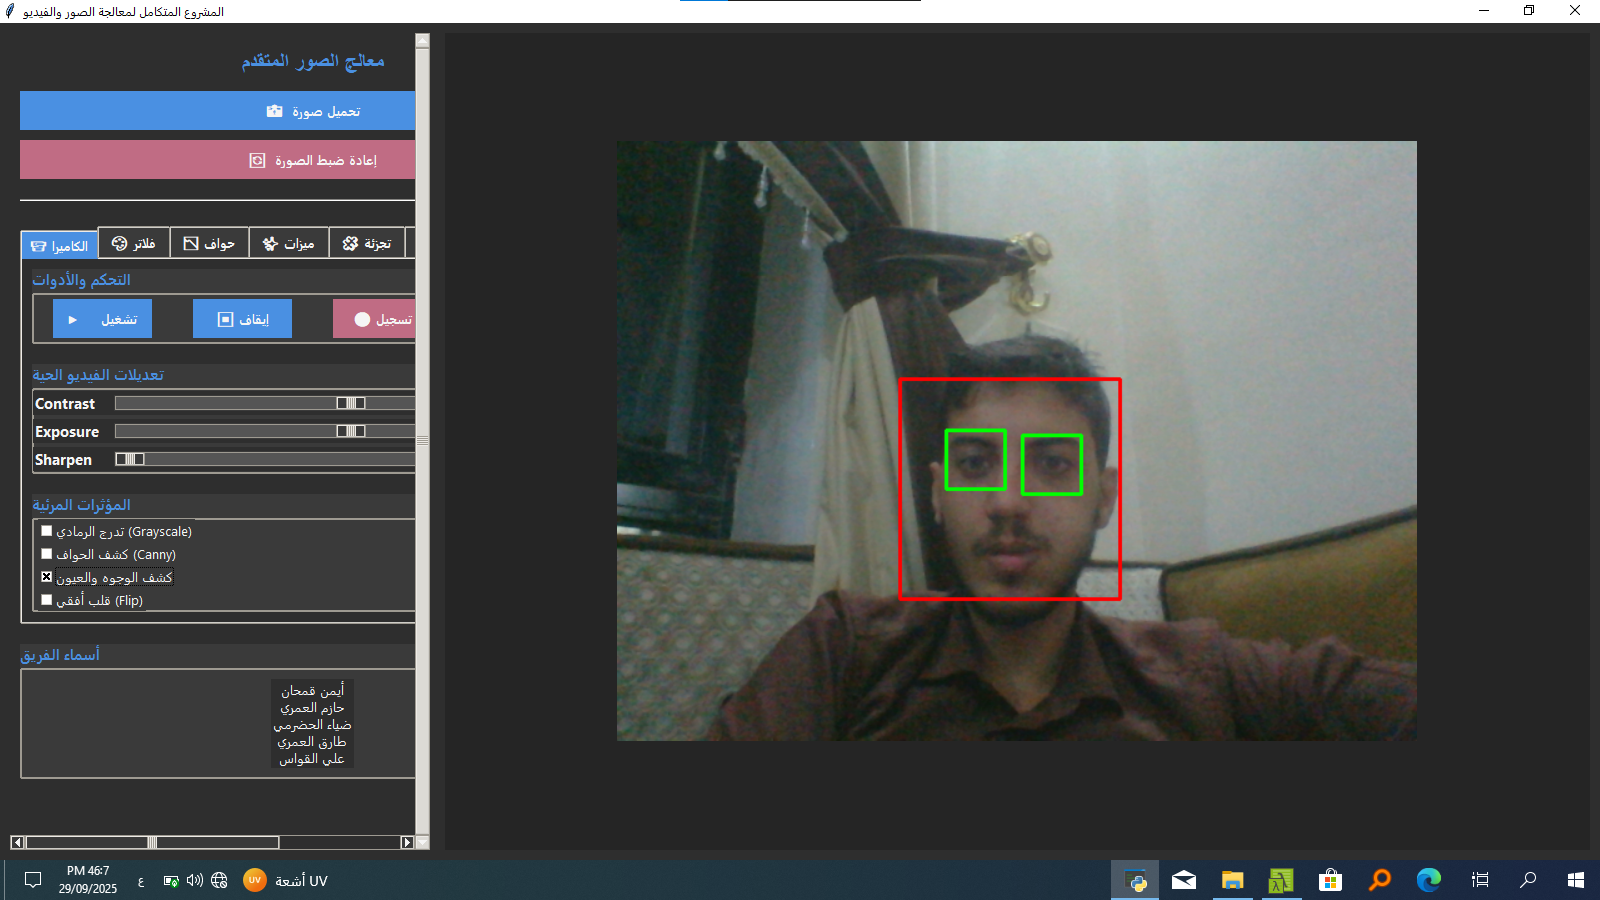 المشروع المتكامل لمعالجة الصور والفيديو
معالج الصور المتقدم
تحميل صورة
إعادة ضبط الصورة
الكاميرا
فلاتر
حواف
ميزات
تجزئة
التحكم والأدوات
تشغيل
إيقاف
تسجيل
تعديلات الفيديو الحية
Contrast
Exposure
Sharpen
المؤثرات المرئية
تدرج الرمادي (Grayscale)
كشف الحواف (Canny)
كشف الوجوه والعيون
قلب أفقي (Flip)
أسماء الفريق
أيمن قمحان
حازم العمري
ضياء الحضرمي
طارق العمري
علي القواس
PM 46:7
29/09/2025
ع
UV
أشعة UV